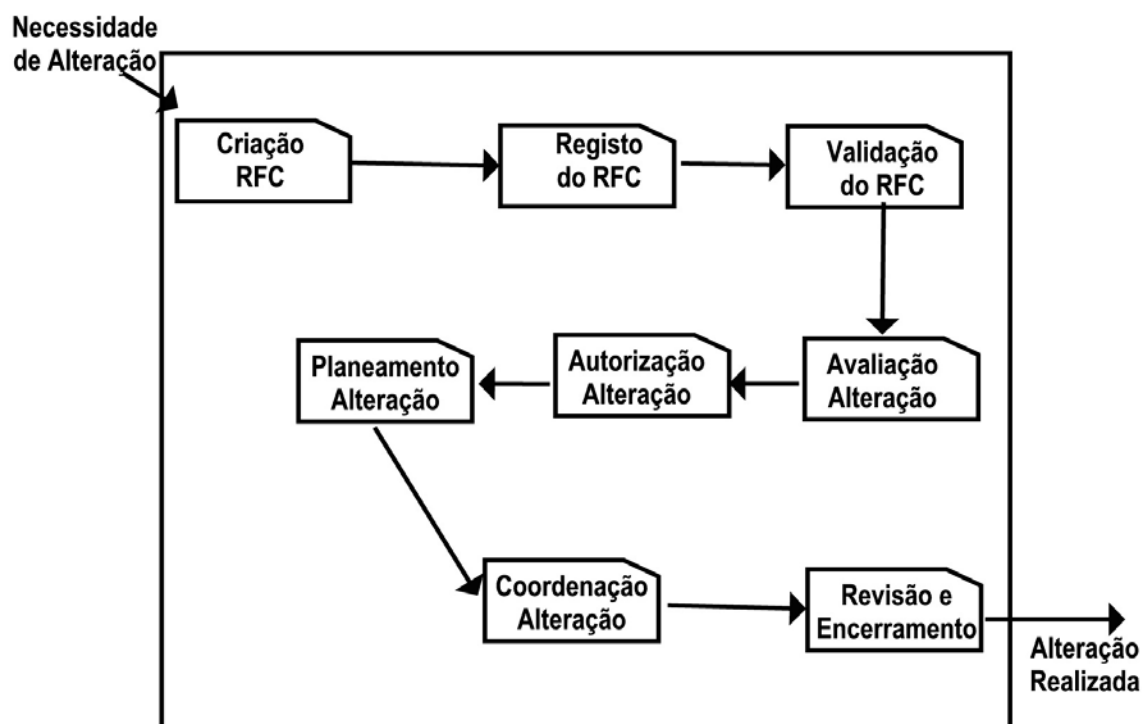 Necessidade
de Alteração
Criação
RFC
Registo
do RFC
Validação
do RFC
Planeamento
Alteração
Autorização
Alteração
Avaliação
Alteração
Coordenação
Alteração
Revisão e
Encerramento
Alteração
Realizada